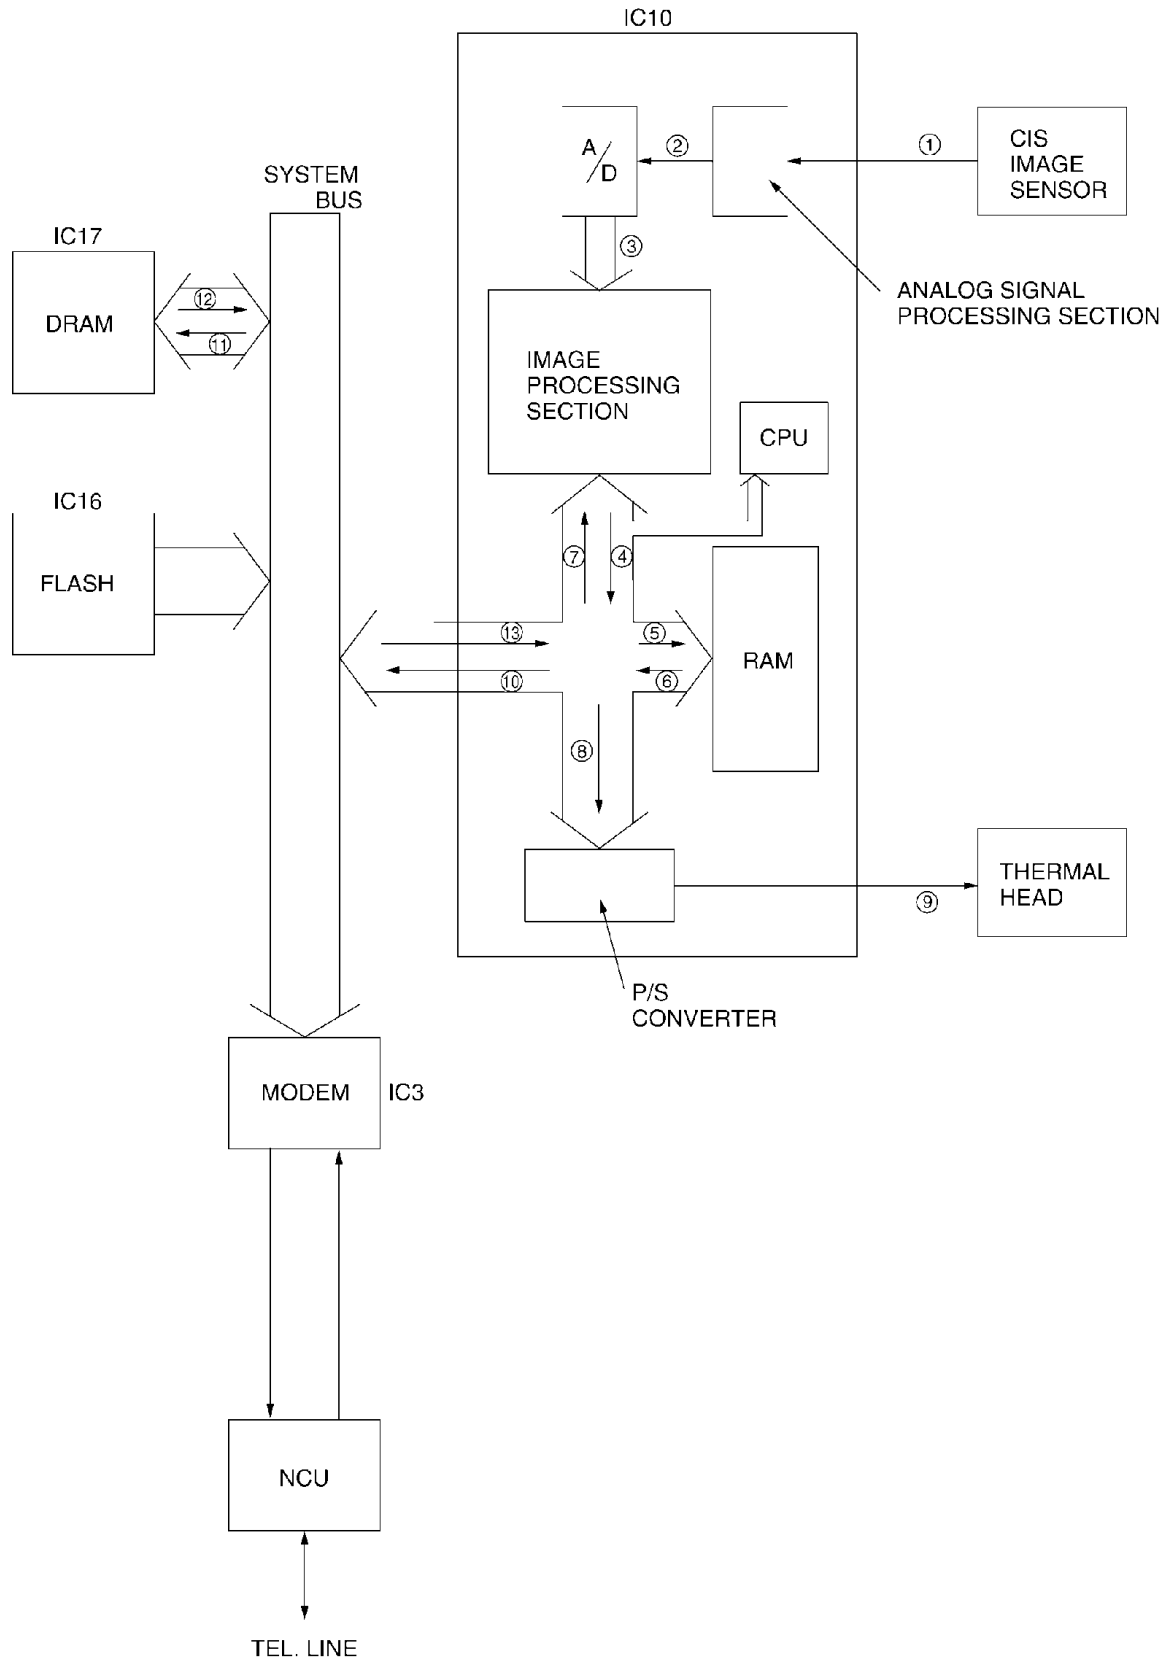 IC10
A/D
②
①
CIS
IMAGE
SENSOR
SYSTEM
BUS
③
IC17
DRAM
⑫
⑪
ANALOG SIGNAL
PROCESSING SECTION
IMAGE
PROCESSING
SECTION
CPU
IC16
FLASH
⑦
④
⑬
⑩
⑤
⑥
RAM
⑧
THERMAL
HEAD
⑨
P/S
CONVERTER
MODEM
IC3
NCU
TEL. LINE